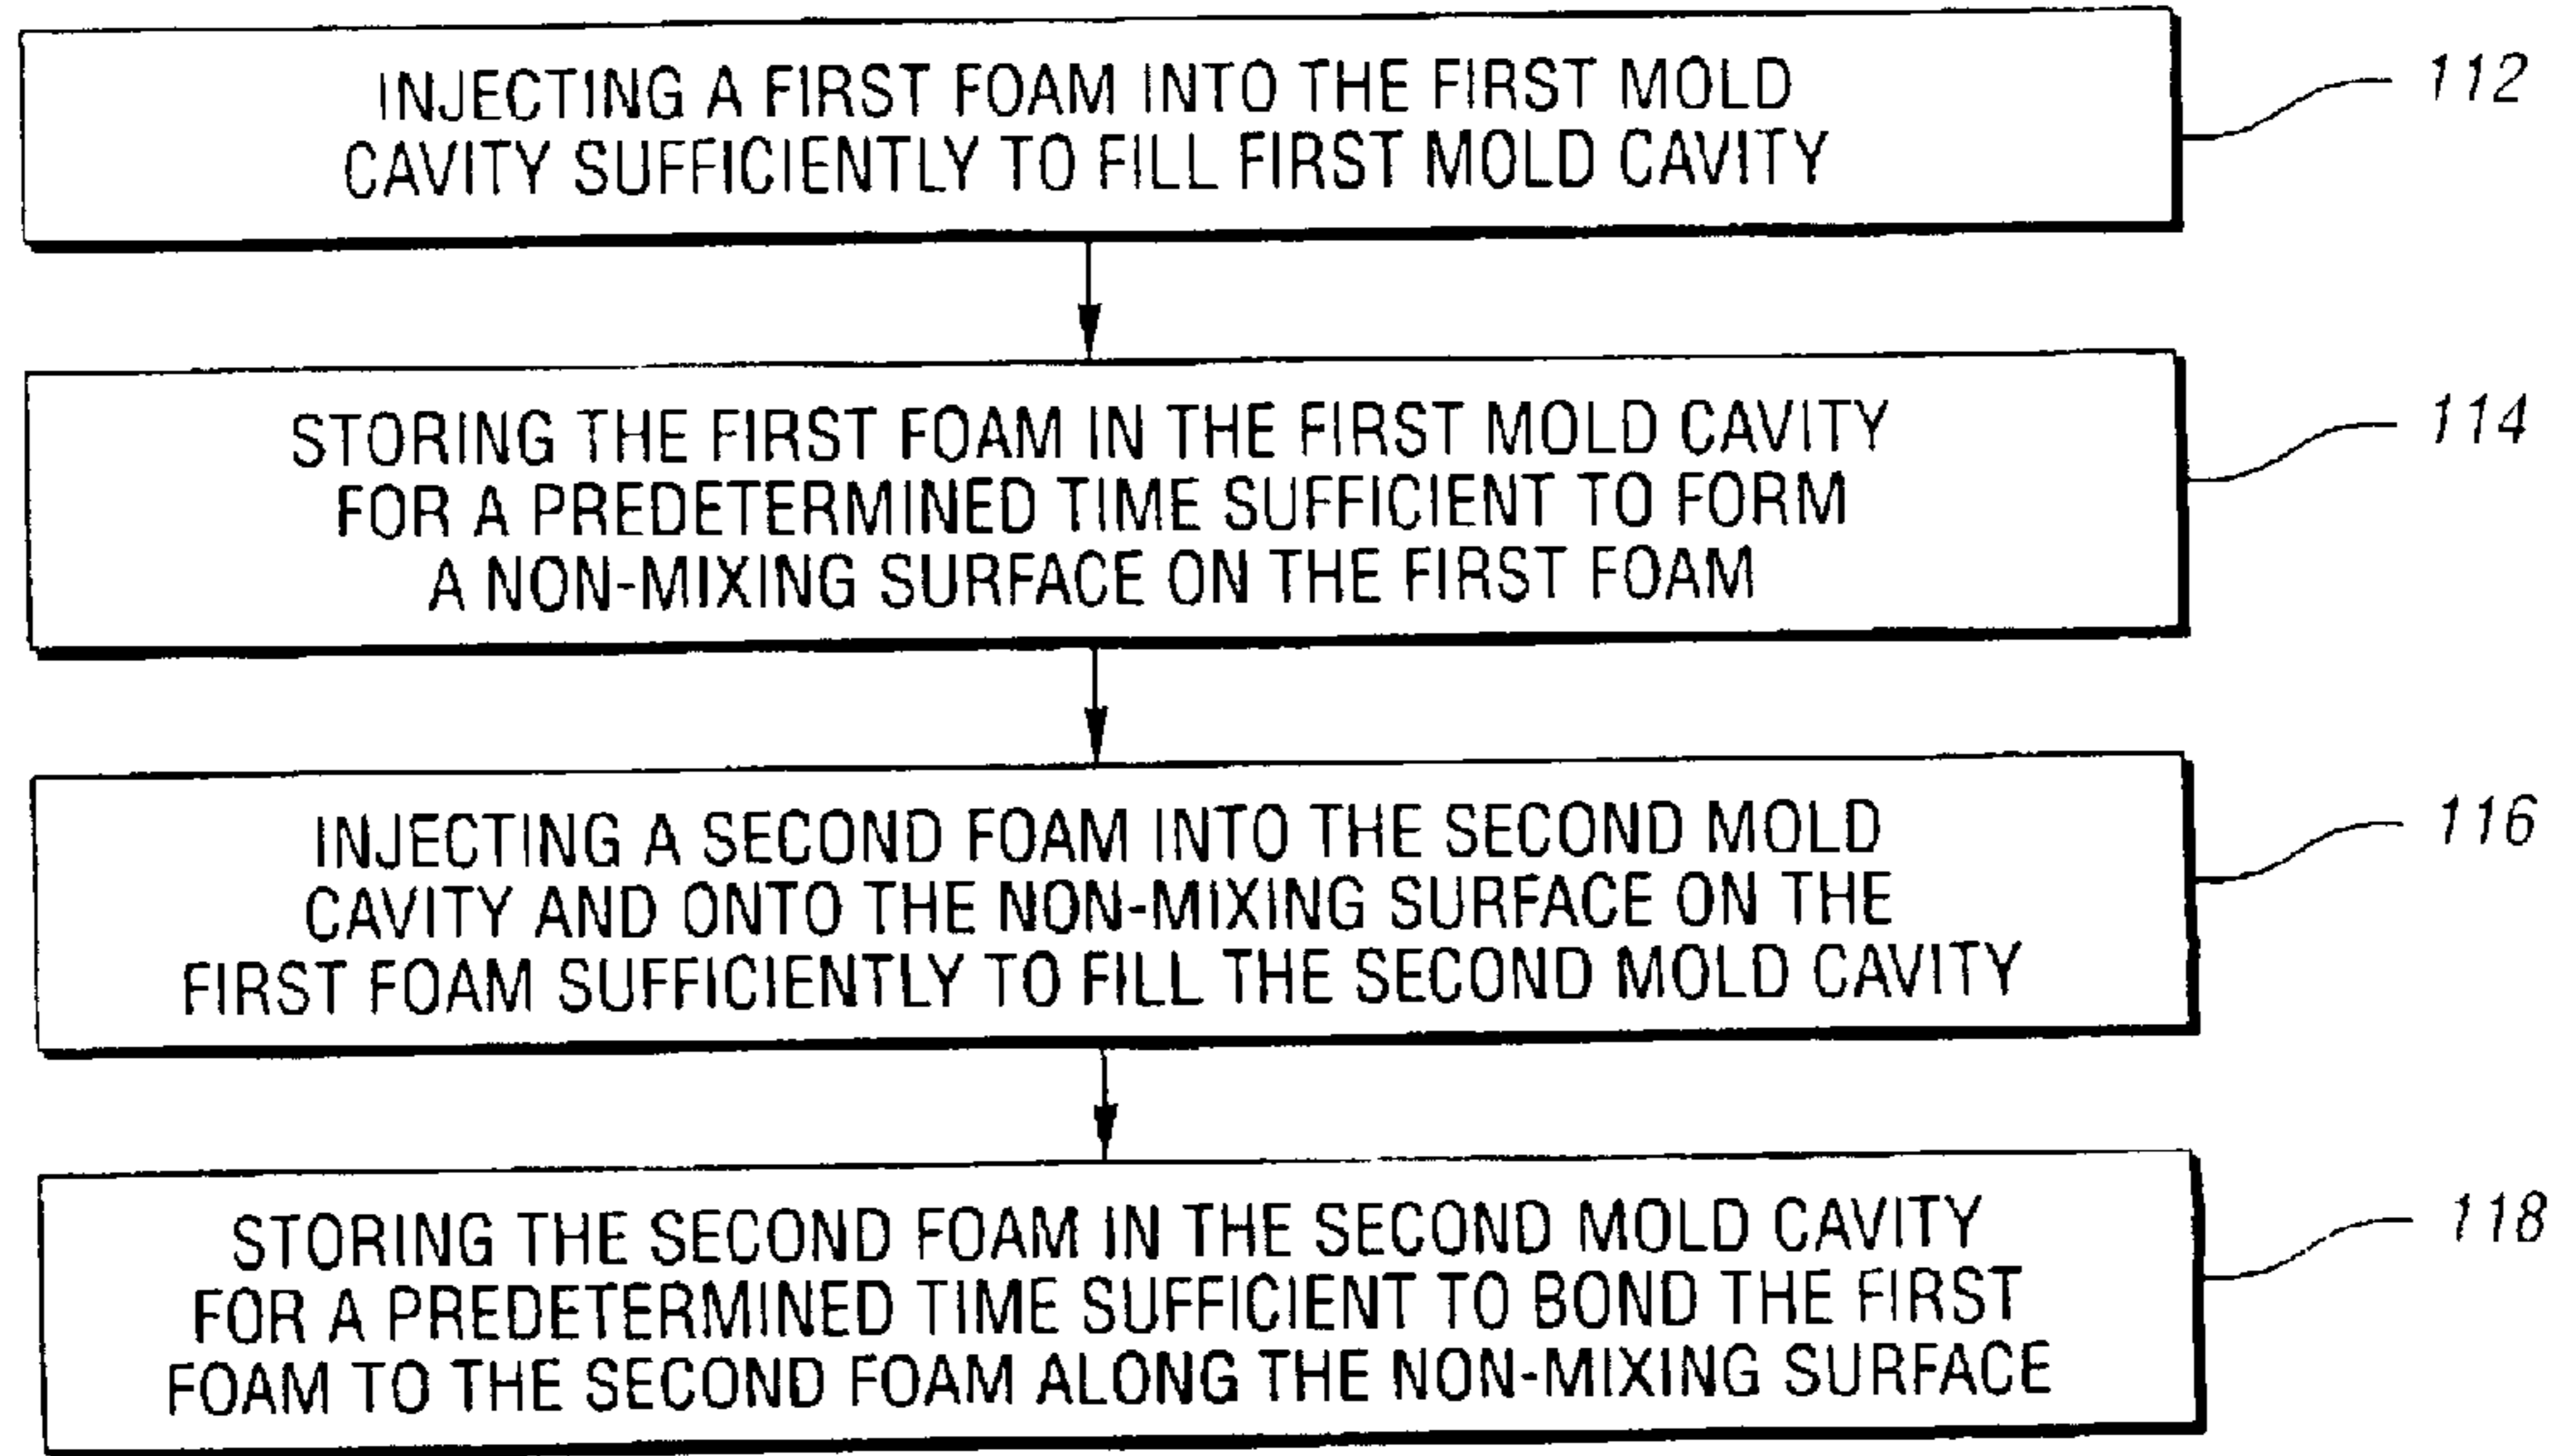 INJECTING A FIRST FOAM INTO THE FIRST MOLD
CAVITY SUFFICIENTLY TO FILL FIRST MOLD CAVITY
112
STORING THE FIRST FOAM IN THE FIRST MOLD CAVITY
FOR A PREDETERMINED TIME SUFFICIENT TO FORM
A NON-MIXING SURFACE ON THE FIRST FOAM
114
INJECTING A SECOND FOAM INTO THE SECOND MOLD
CAVITY AND ONTO THE NON-MIXING SURFACE ON THE
FIRST FOAM SUFFICIENTLY TO FILL THE SECOND MOLD CAVITY
116
STORING THE SECOND FOAM IN THE SECOND MOLD CAVITY
FOR A PREDETERMINED TIME SUFFICIENT TO BOND THE FIRST
FOAM TO THE SECOND FOAM ALONG THE NON-MIXING SURFACE
118